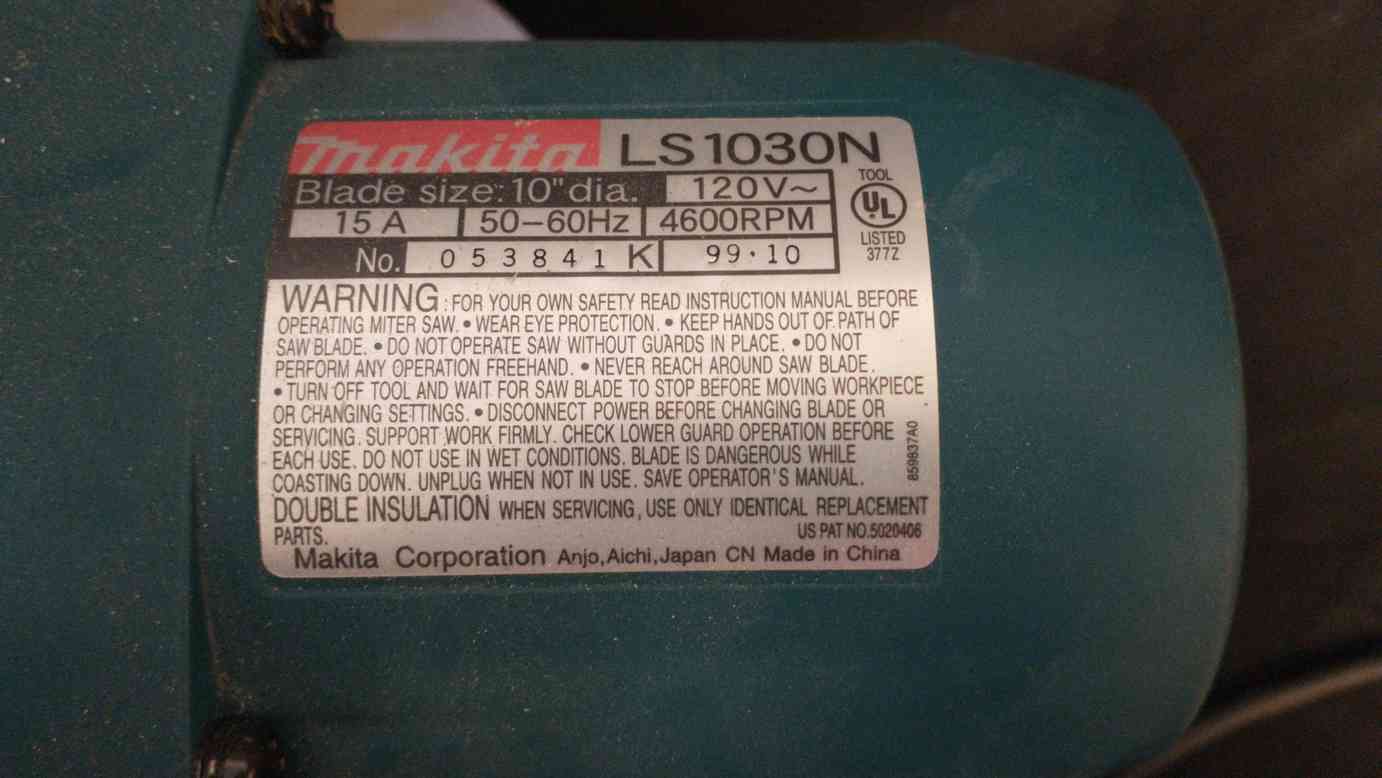 makita LS1030N
Blade size: 10" dia. 120V~
15 A 50-60Hz 4600RPM
No. 053841 K 99·10
TOOL
UL
LISTED
377Z
WARNING : FOR YOUR OWN SAFETY READ INSTRUCTION MANUAL BEFORE
OPERATING MITER SAW. • WEAR EYE PROTECTION. • KEEP HANDS OUT OF PATH OF
SAW BLADE. • DO NOT OPERATE SAW WITHOUT GUARDS IN PLACE. • DO NOT
PERFORM ANY OPERATION FREEHAND. • NEVER REACH AROUND SAW BLADE.
• TURN OFF TOOL AND WAIT FOR SAW BLADE TO STOP BEFORE MOVING WORKPIECE
OR CHANGING SETTINGS. • DISCONNECT POWER BEFORE CHANGING BLADE OR
SERVICING. SUPPORT WORK FIRMLY. CHECK LOWER GUARD OPERATION BEFORE
EACH USE. DO NOT USE IN WET CONDITIONS. BLADE IS DANGEROUS WHILE
COASTING DOWN. UNPLUG WHEN NOT IN USE. SAVE OPERATOR'S MANUAL.
859837A0
DOUBLE INSULATION WHEN SERVICING, USE ONLY IDENTICAL REPLACEMENT
PARTS. US PAT NO.5020406
Makita Corporation Anjo, Aichi, Japan CN Made in China